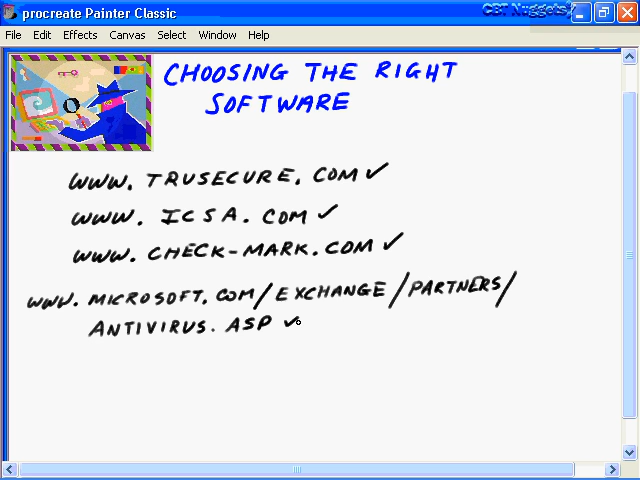 procreate Painter Classic
CBT Nuggets
File Edit Effects Canvas Select Window Help
CHOOSING THE RIGHT
SOFTWARE
WWW. TRUSECURE. COM ✓
WWW. ICSA. COM ✓
WWW. CHECK-MARK. COM ✓
WWW. MICROSOFT. COM/EXCHANGE/PARTNERS/
ANTIVIRUS. ASP ✓